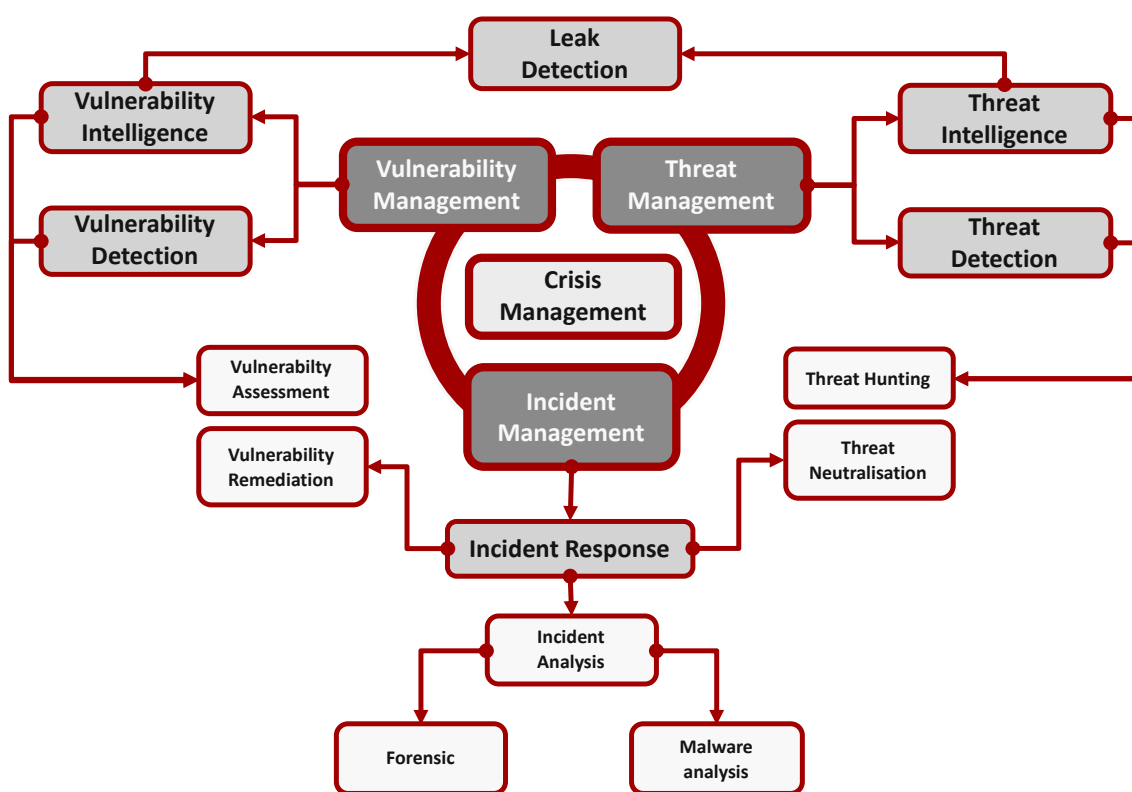 Leak
Detection
Vulnerability
Intelligence
Threat
Intelligence
Vulnerability
Management
Threat
Management
Vulnerability
Detection
Threat
Detection
Crisis
Management
Vulnerabilty
Assessment
Threat Hunting
Incident
Management
Vulnerability
Remediation
Threat
Neutralisation
Incident Response
Incident
Analysis
Forensic
Malware
analysis